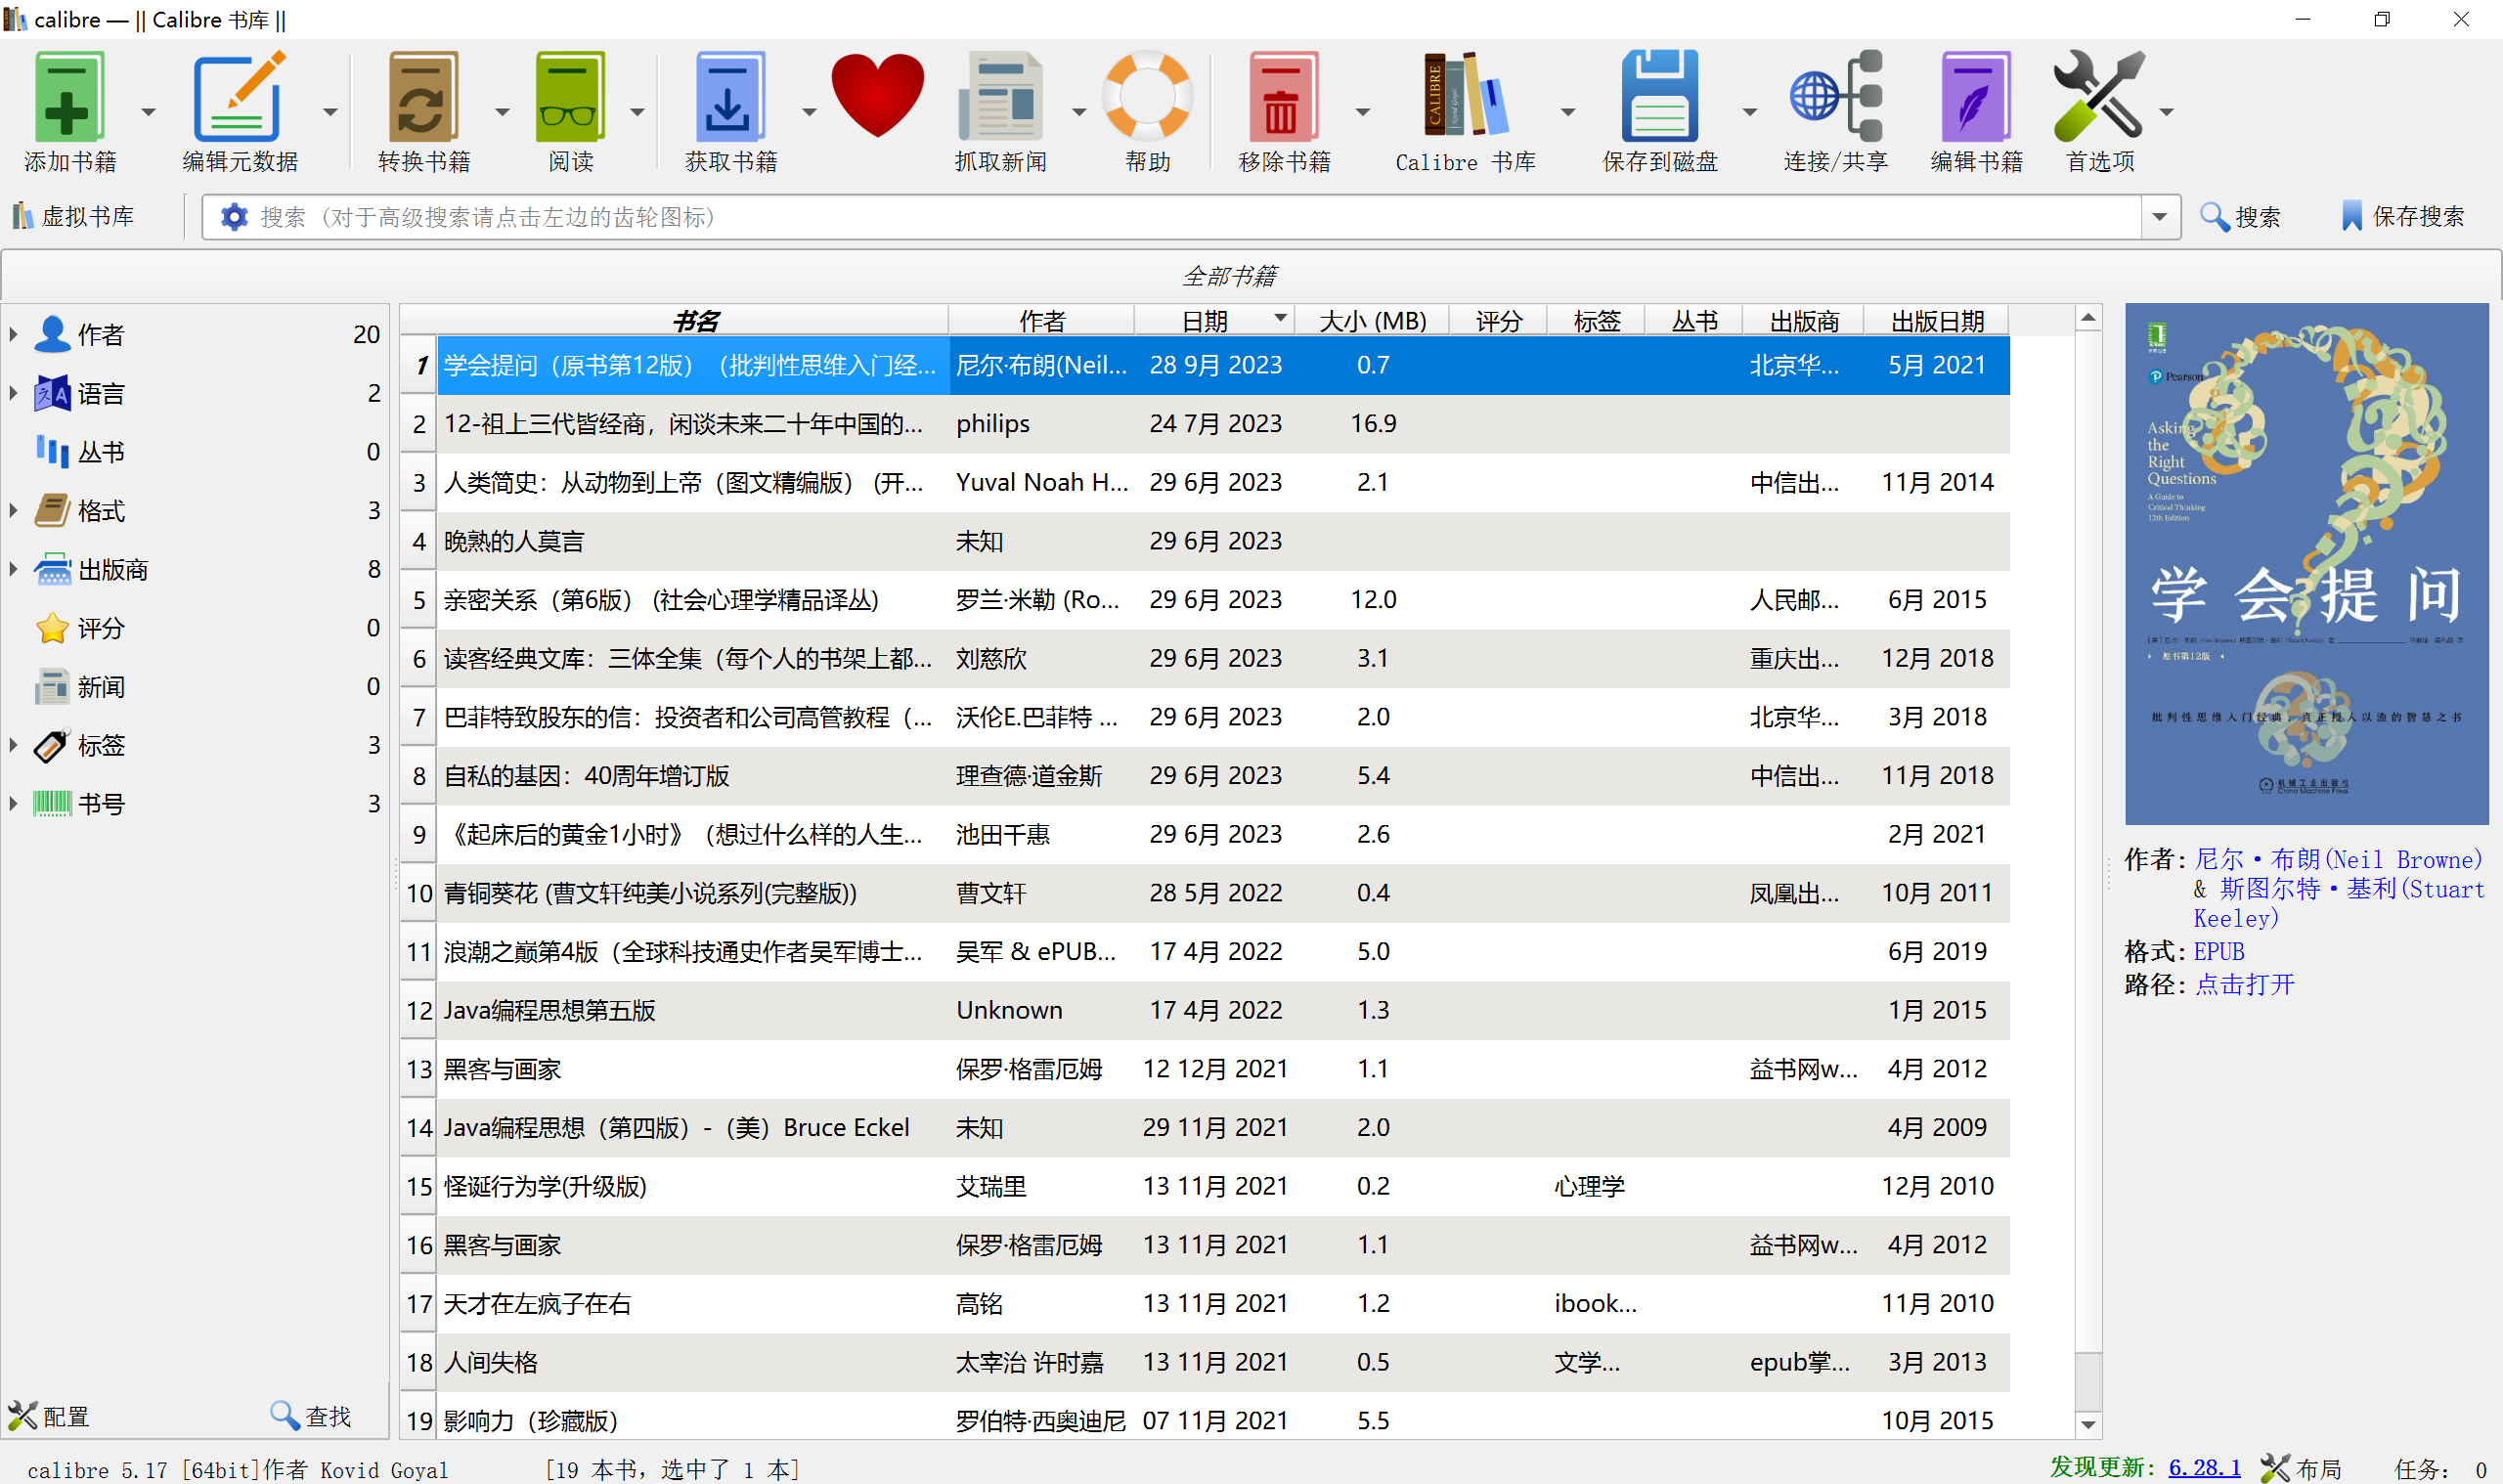 calibre — || Calibre 书库 ||
添加书籍 编辑元数据 转换书籍 阅读 获取书籍 抓取新闻 帮助 移除书籍 Calibre 书库 保存到磁盘 连接/共享 编辑书籍 首选项
虚拟书库 搜索 (对于高级搜索请点击左边的齿轮图标) 搜索 保存搜索
全部书籍
作者 20
语言 2
丛书 0
格式 3
出版商 8
评分 0
新闻 0
标签 3
书号 3
配置 查找
书名 作者 日期 大小 (MB) 评分 标签 丛书 出版商 出版日期
1 学会提问（原书第12版）（批判性思维入门经... 尼尔·布朗(Neil... 28 9月 2023 0.7 北京华... 5月 2021
2 12-祖上三代皆经商，闲谈未来二十年中国的... philips 24 7月 2023 16.9
3 人类简史：从动物到上帝（图文精编版） (开... Yuval Noah H... 29 6月 2023 2.1 中信出... 11月 2014
4 晚熟的人莫言 未知 29 6月 2023
5 亲密关系（第6版） (社会心理学精品译丛) 罗兰·米勒 (Ro... 29 6月 2023 12.0 人民邮... 6月 2015
6 读客经典文库：三体全集（每个人的书架上都... 刘慈欣 29 6月 2023 3.1 重庆出... 12月 2018
7 巴菲特致股东的信：投资者和公司高管教程（... 沃伦E.巴菲特 ... 29 6月 2023 2.0 北京华... 3月 2018
8 自私的基因：40周年增订版 理查德·道金斯 29 6月 2023 5.4 中信出... 11月 2018
9 《起床后的黄金1小时》（想过什么样的人生... 池田千惠 29 6月 2023 2.6 2月 2021
10 青铜葵花 (曹文轩纯美小说系列(完整版)) 曹文轩 28 5月 2022 0.4 凤凰出... 10月 2011
11 浪潮之巅第4版（全球科技通史作者吴军博士... 吴军 & ePUB... 17 4月 2022 5.0 6月 2019
12 Java编程思想第五版 Unknown 17 4月 2022 1.3 1月 2015
13 黑客与画家 保罗·格雷厄姆 12 12月 2021 1.1 益书网w... 4月 2012
14 Java编程思想（第四版）-（美）Bruce Eckel 未知 29 11月 2021 2.0 4月 2009
15 怪诞行为学(升级版) 艾瑞里 13 11月 2021 0.2 心理学 12月 2010
16 黑客与画家 保罗·格雷厄姆 13 11月 2021 1.1 益书网w... 4月 2012
17 天才在左疯子在右 高铭 13 11月 2021 1.2 ibook... 11月 2010
18 人间失格 太宰治 许时嘉 13 11月 2021 0.5 文学... epub掌... 3月 2013
19 影响力（珍藏版） 罗伯特·西奥迪尼 07 11月 2021 5.5 10月 2015
Pearson
Asking
the
Right
Questions
A Guide to
Critical Thinking
12th Edition
学会提问
原书第12版
批判性思维入门经典，真正授人以渔的智慧之书
机械工业出版社
China Machine Press
作者: 尼尔·布朗(Neil Browne)
& 斯图尔特·基利(Stuart
Keeley)
格式: EPUB
路径: 点击打开
calibre 5.17 [64bit]作者 Kovid Goyal [19 本书, 选中了 1 本] 发现更新: 6.28.1 布局 任务: 0